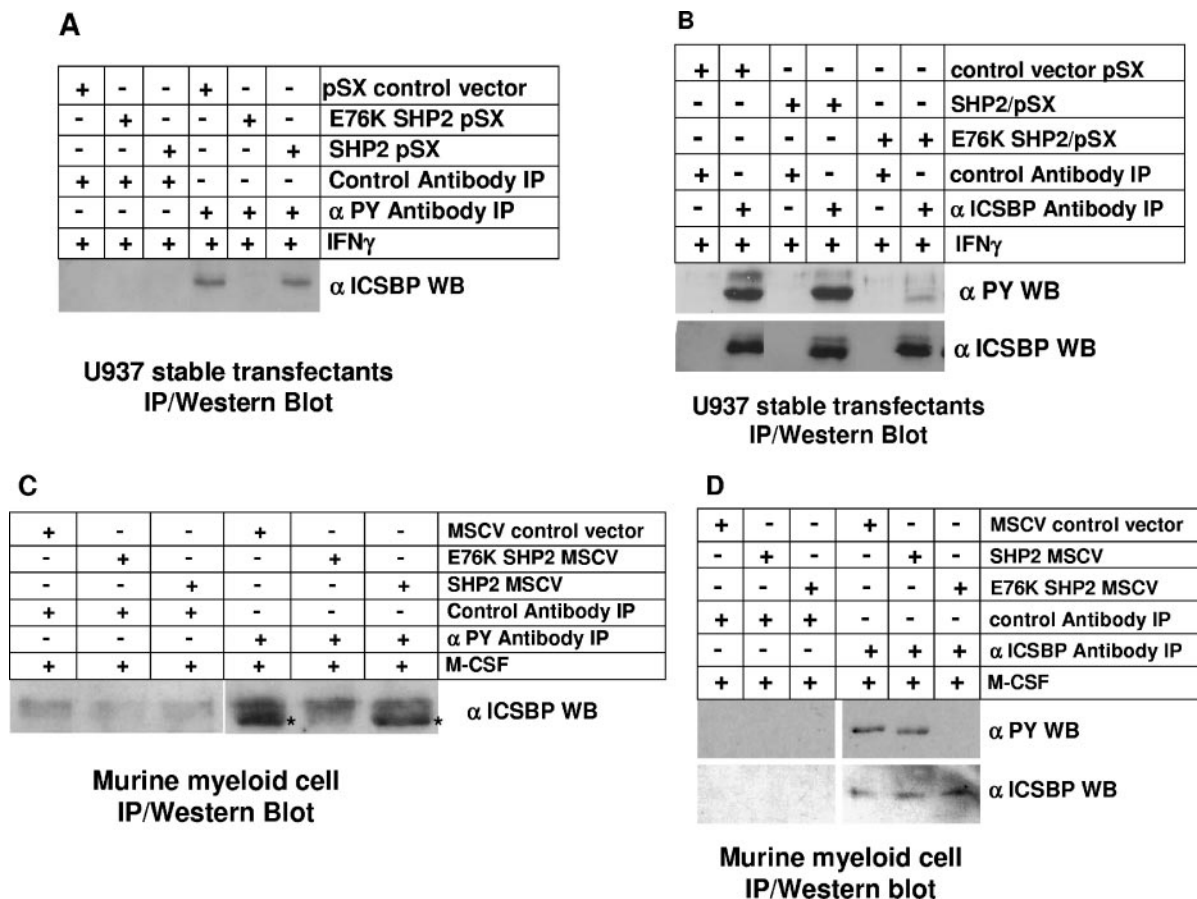 A
+ - - + - - pSX control vector
- + - - + - E76K SHP2 pSX
- - + - - + SHP2 pSX
+ + + - - - Control Antibody IP
- - - + + + α PY Antibody IP
+ + + + + + IFNγ
α ICSBP WB
U937 stable transfectants
IP/Western Blot
B
+ + - - - - control vector pSX
- - + + - - SHP2/pSX
- - - - + + E76K SHP2/pSX
+ - + - + - control Antibody IP
- + - + - + α ICSBP Antibody IP
+ + + + + + IFNγ
α PY WB
α ICSBP WB
U937 stable transfectants
IP/Western Blot
C
+ - - + - - MSCV control vector
- + - - + - E76K SHP2 MSCV
- - + - - + SHP2 MSCV
+ + + - - - Control Antibody IP
- - - + + + α PY Antibody IP
+ + + + + + M-CSF
* * α ICSBP WB
Murine myeloid cell
IP/Western Blot
D
+ - - + - - MSCV control vector
- + - - + - SHP2 MSCV
- - + - - + E76K SHP2 MSCV
+ + + - - - control Antibody IP
- - - + + + α ICSBP Antibody IP
+ + + + + + M-CSF
α PY WB
α ICSBP WB
Murine myeloid cell
IP/Western blot